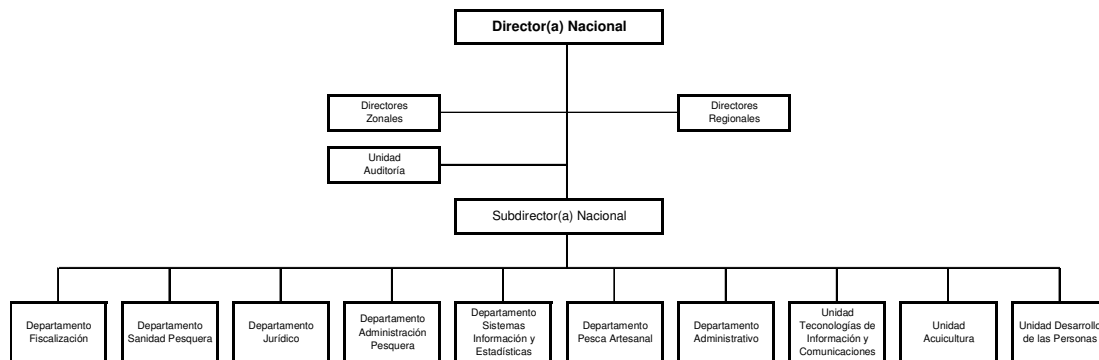 Director(a) Nacional
Directores
Zonales
Directores
Regionales
Unidad
Auditoría
Subdirector(a) Nacional
Departamento
Fiscalización
Departamento
Sanidad Pesquera
Departamento
Jurídico
Departamento
Administración
Pesquera
Departamento
Sistemas
Información y
Estadísticas
Departamento
Pesca Artesanal
Departamento
Administrativo
Unidad
Teconologías de
Información y
Comunicaciones
Unidad
Acuicultura
Unidad Desarrollo
de las Personas